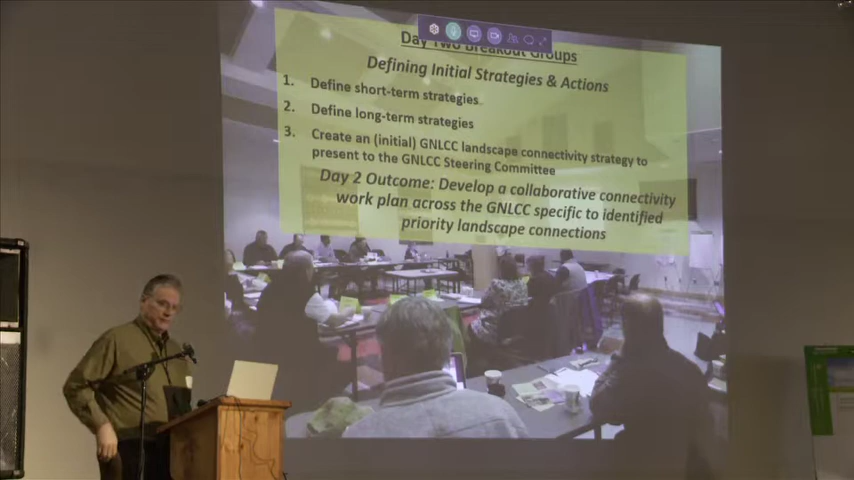 Day Two Breakout Groups
Defining Initial Strategies & Actions
1. Define short-term strategies
2. Define long-term strategies
3. Create an (initial) GNLCC landscape connectivity strategy to
present to the GNLCC Steering Committee
Day 2 Outcome: Develop a collaborative connectivity
work plan across the GNLCC specific to identified
priority landscape connections